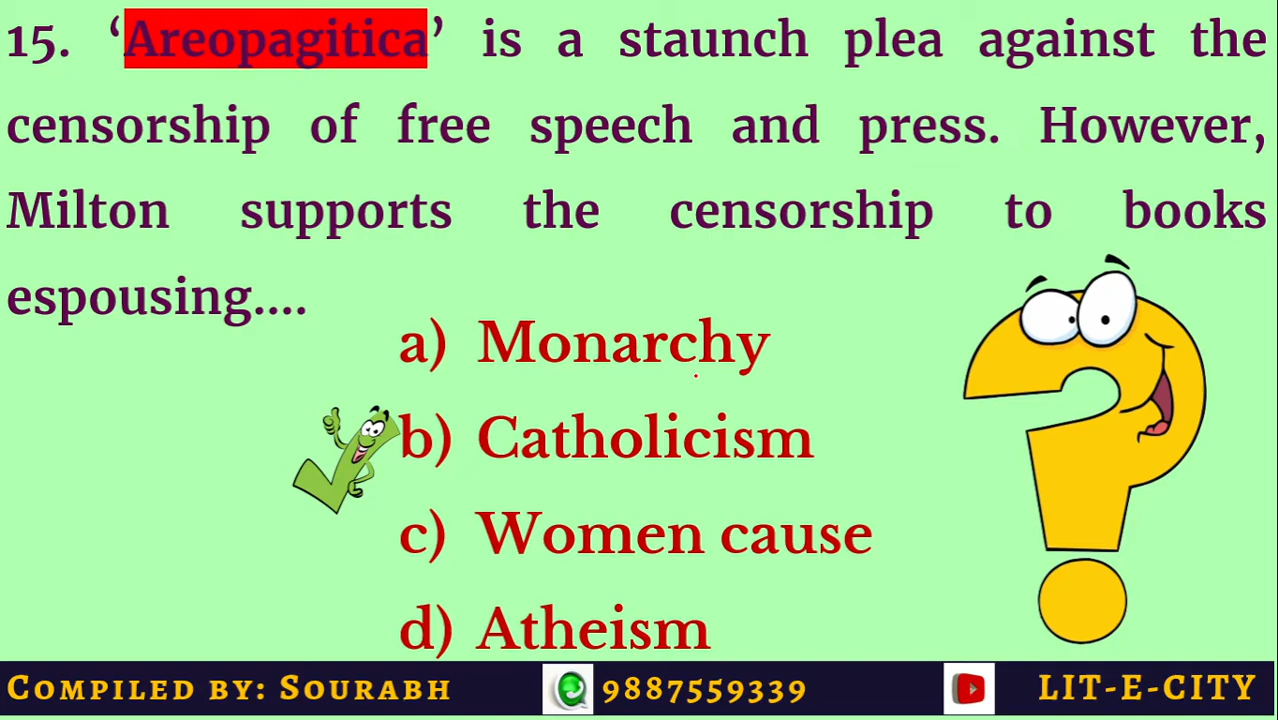 15. ‘Areopagitica’ is a staunch plea against the
censorship of free speech and press. However,
Milton supports the censorship to books
espousing....
a) Monarchy
b) Catholicism
c) Women cause
d) Atheism
COMPILED BY: SOURABH 9887559339 LIT-E-CITY